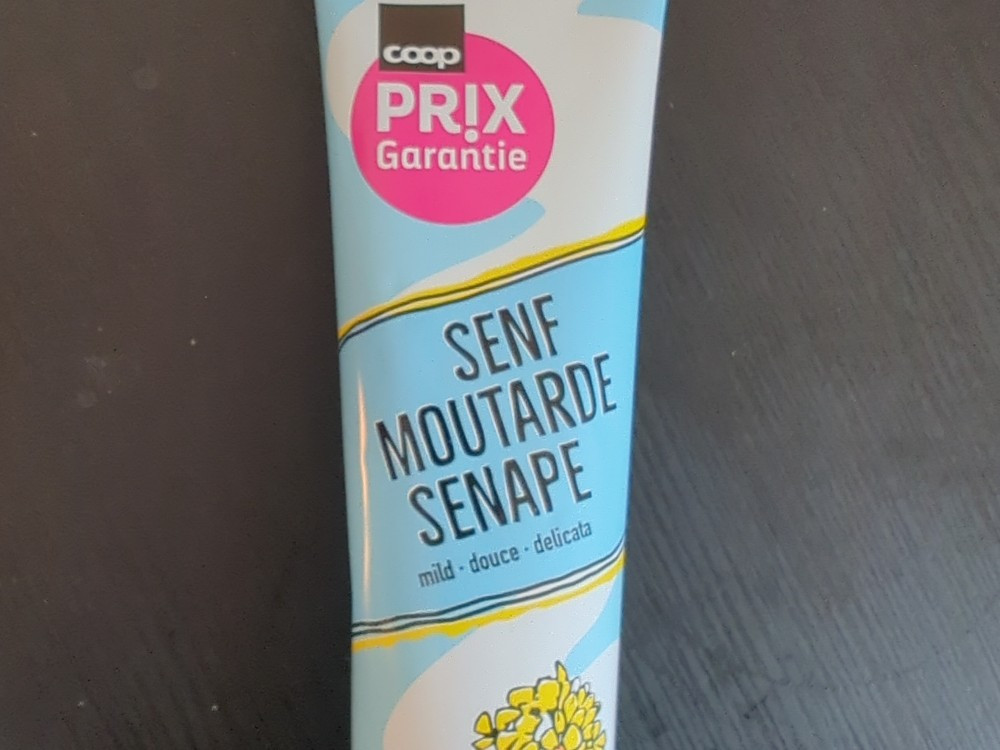 coop
PR!X
Garantie
SENF
MOUTARDE
SENAPE
mild · douce · delicata